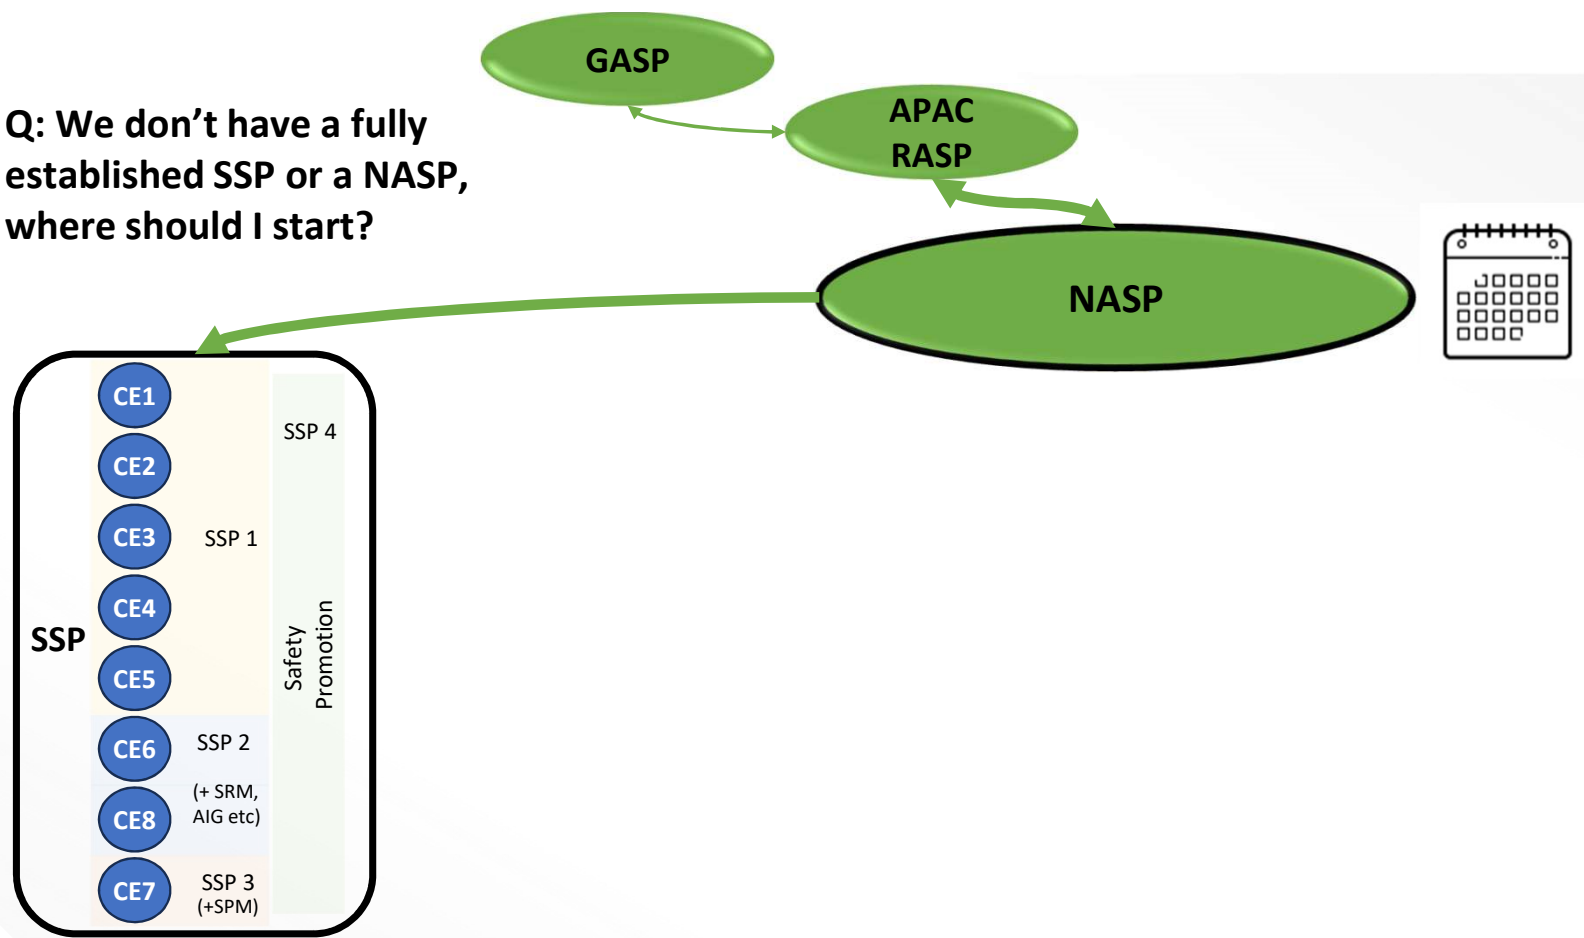 GASP
APAC
RASP
Q: We don’t have a fully
established SSP or a NASP,
where should I start?
NASP
SSP
CE1
CE2
CE3
CE4
CE5
CE6
CE8
CE7
SSP 1
SSP 2
(+ SRM,
AIG etc)
SSP 3
(+SPM)
SSP 4
Safety
Promotion